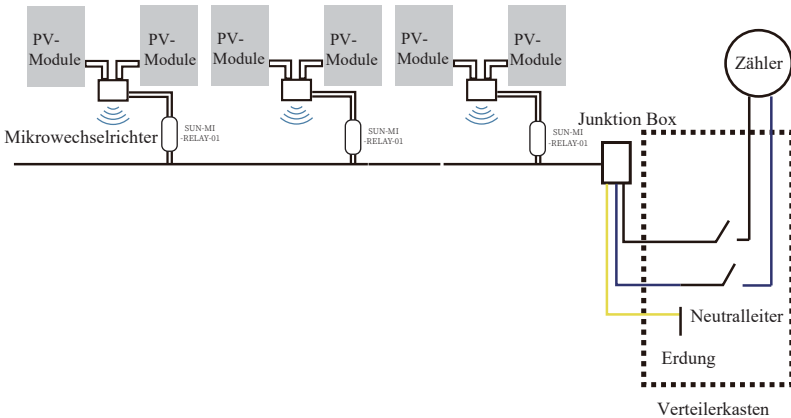 PV-
Module
PV-
Module
PV-
Module
PV-
Module
PV-
Module
PV-
Module
Zähler
Mikrowechselrichter
SUN-MI
-RELAY-01
SUN-MI
-RELAY-01
SUN-MI
-RELAY-01
Junktion Box
Neutralleiter
Erdung
Verteilerkasten